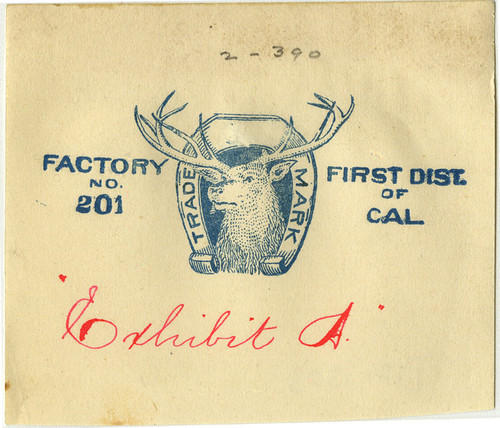 2-390
FACTORY
NO.
201
TRADE
MARK
FIRST DIST.
OF
CAL
"Exhibit A."